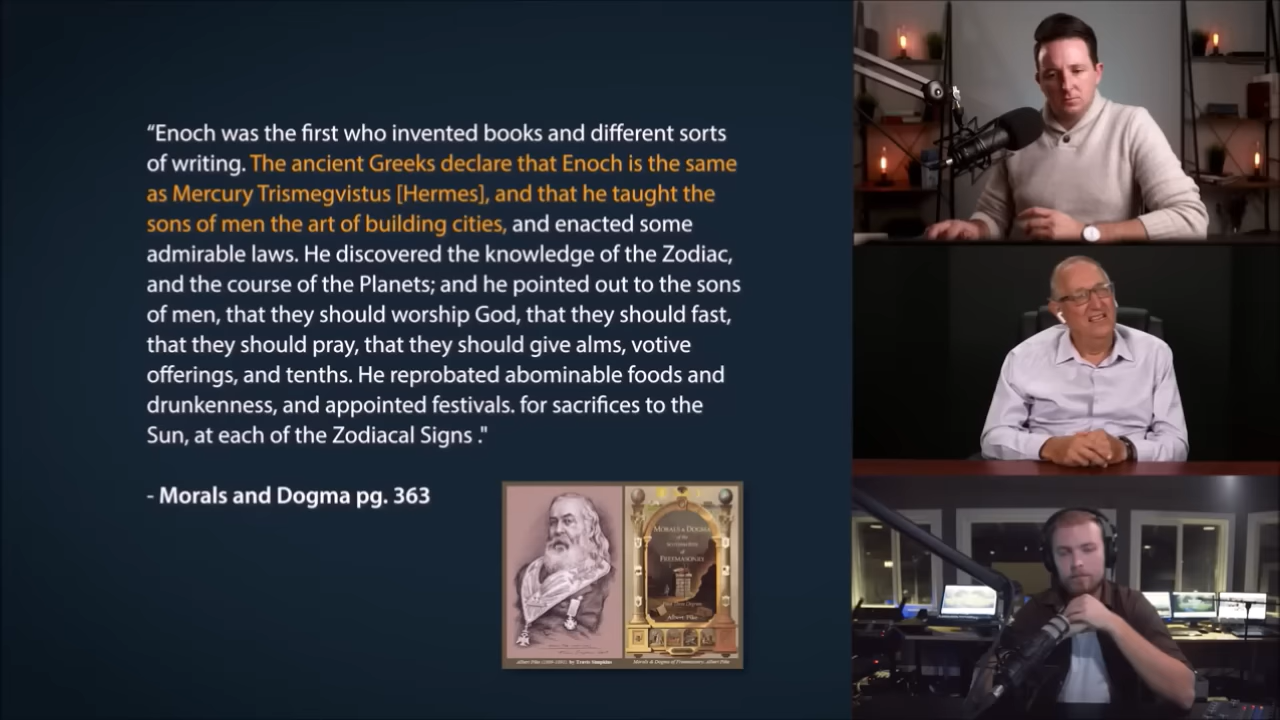 “Enoch was the first who invented books and different sorts
of writing. The ancient Greeks declare that Enoch is the same
as Mercury Trismegvistus [Hermes], and that he taught the
sons of men the art of building cities, and enacted some
admirable laws. He discovered the knowledge of the Zodiac,
and the course of the Planets; and he pointed out to the sons
of men, that they should worship God, that they should fast,
that they should pray, that they should give alms, votive
offerings, and tenths. He reprobated abominable foods and
drunkenness, and appointed festivals. for sacrifices to the
Sun, at each of the Zodiacal Signs ."
- Morals and Dogma pg. 363
MORALS & DOGMA
of the
FREEMASONRY
Albert Pike